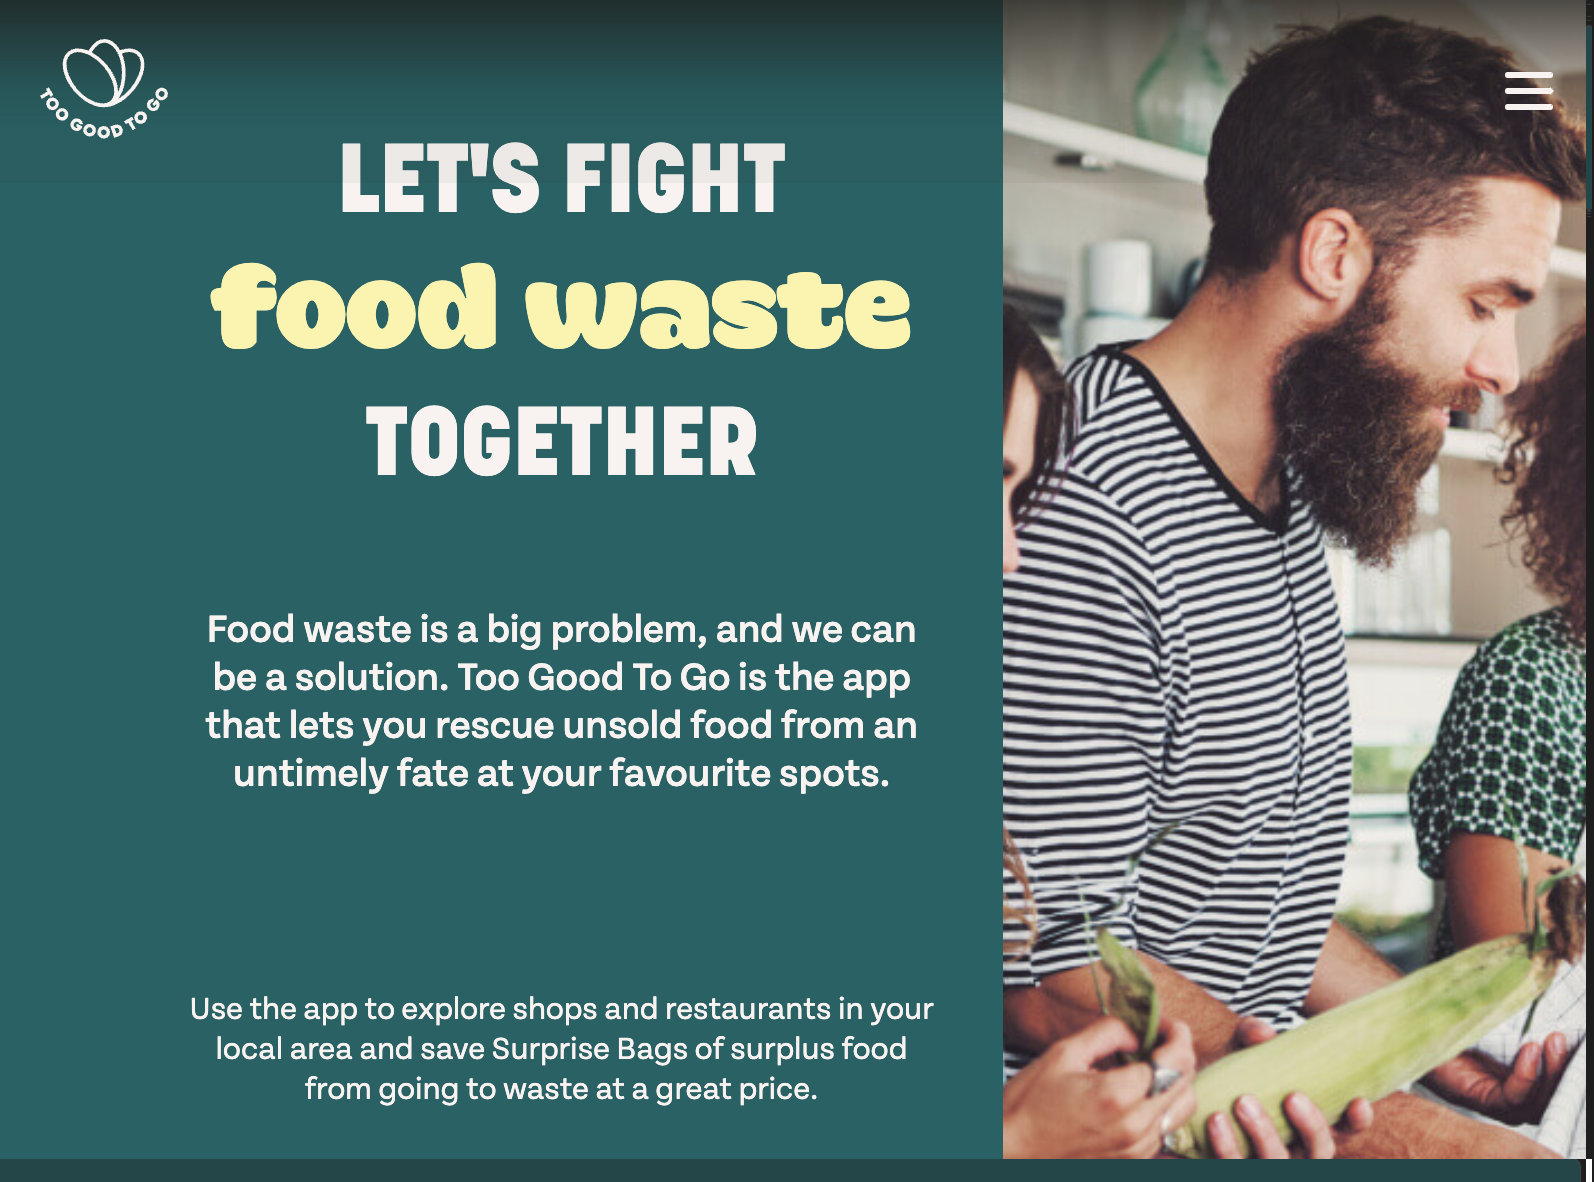 TOO GOOD TO GO
LET'S FIGHT
food waste
TOGETHER
Food waste is a big problem, and we can
be a solution. Too Good To Go is the app
that lets you rescue unsold food from an
untimely fate at your favourite spots.
Use the app to explore shops and restaurants in your
local area and save Surprise Bags of surplus food
from going to waste at a great price.